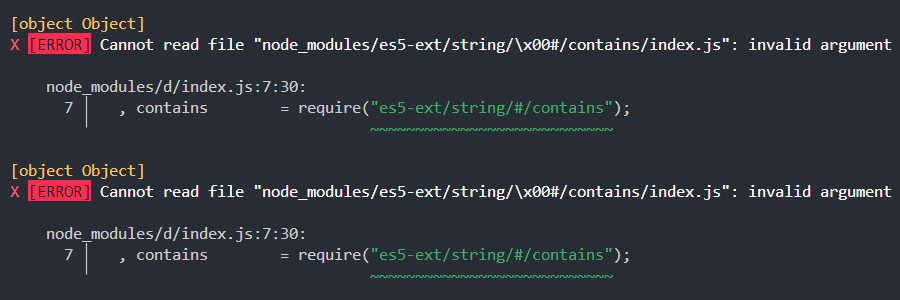 [object Object]
X [ERROR] Cannot read file "node_modules/es5-ext/string/\x00#/contains/index.js": invalid argument
node_modules/d/index.js:7:30:
7 │ , contains = require("es5-ext/string/#/contains");
~~~~~~~~~~~~~~~~~~~~~~~~~~~
[object Object]
X [ERROR] Cannot read file "node_modules/es5-ext/string/\x00#/contains/index.js": invalid argument
node_modules/d/index.js:7:30:
7 │ , contains = require("es5-ext/string/#/contains");
~~~~~~~~~~~~~~~~~~~~~~~~~~~